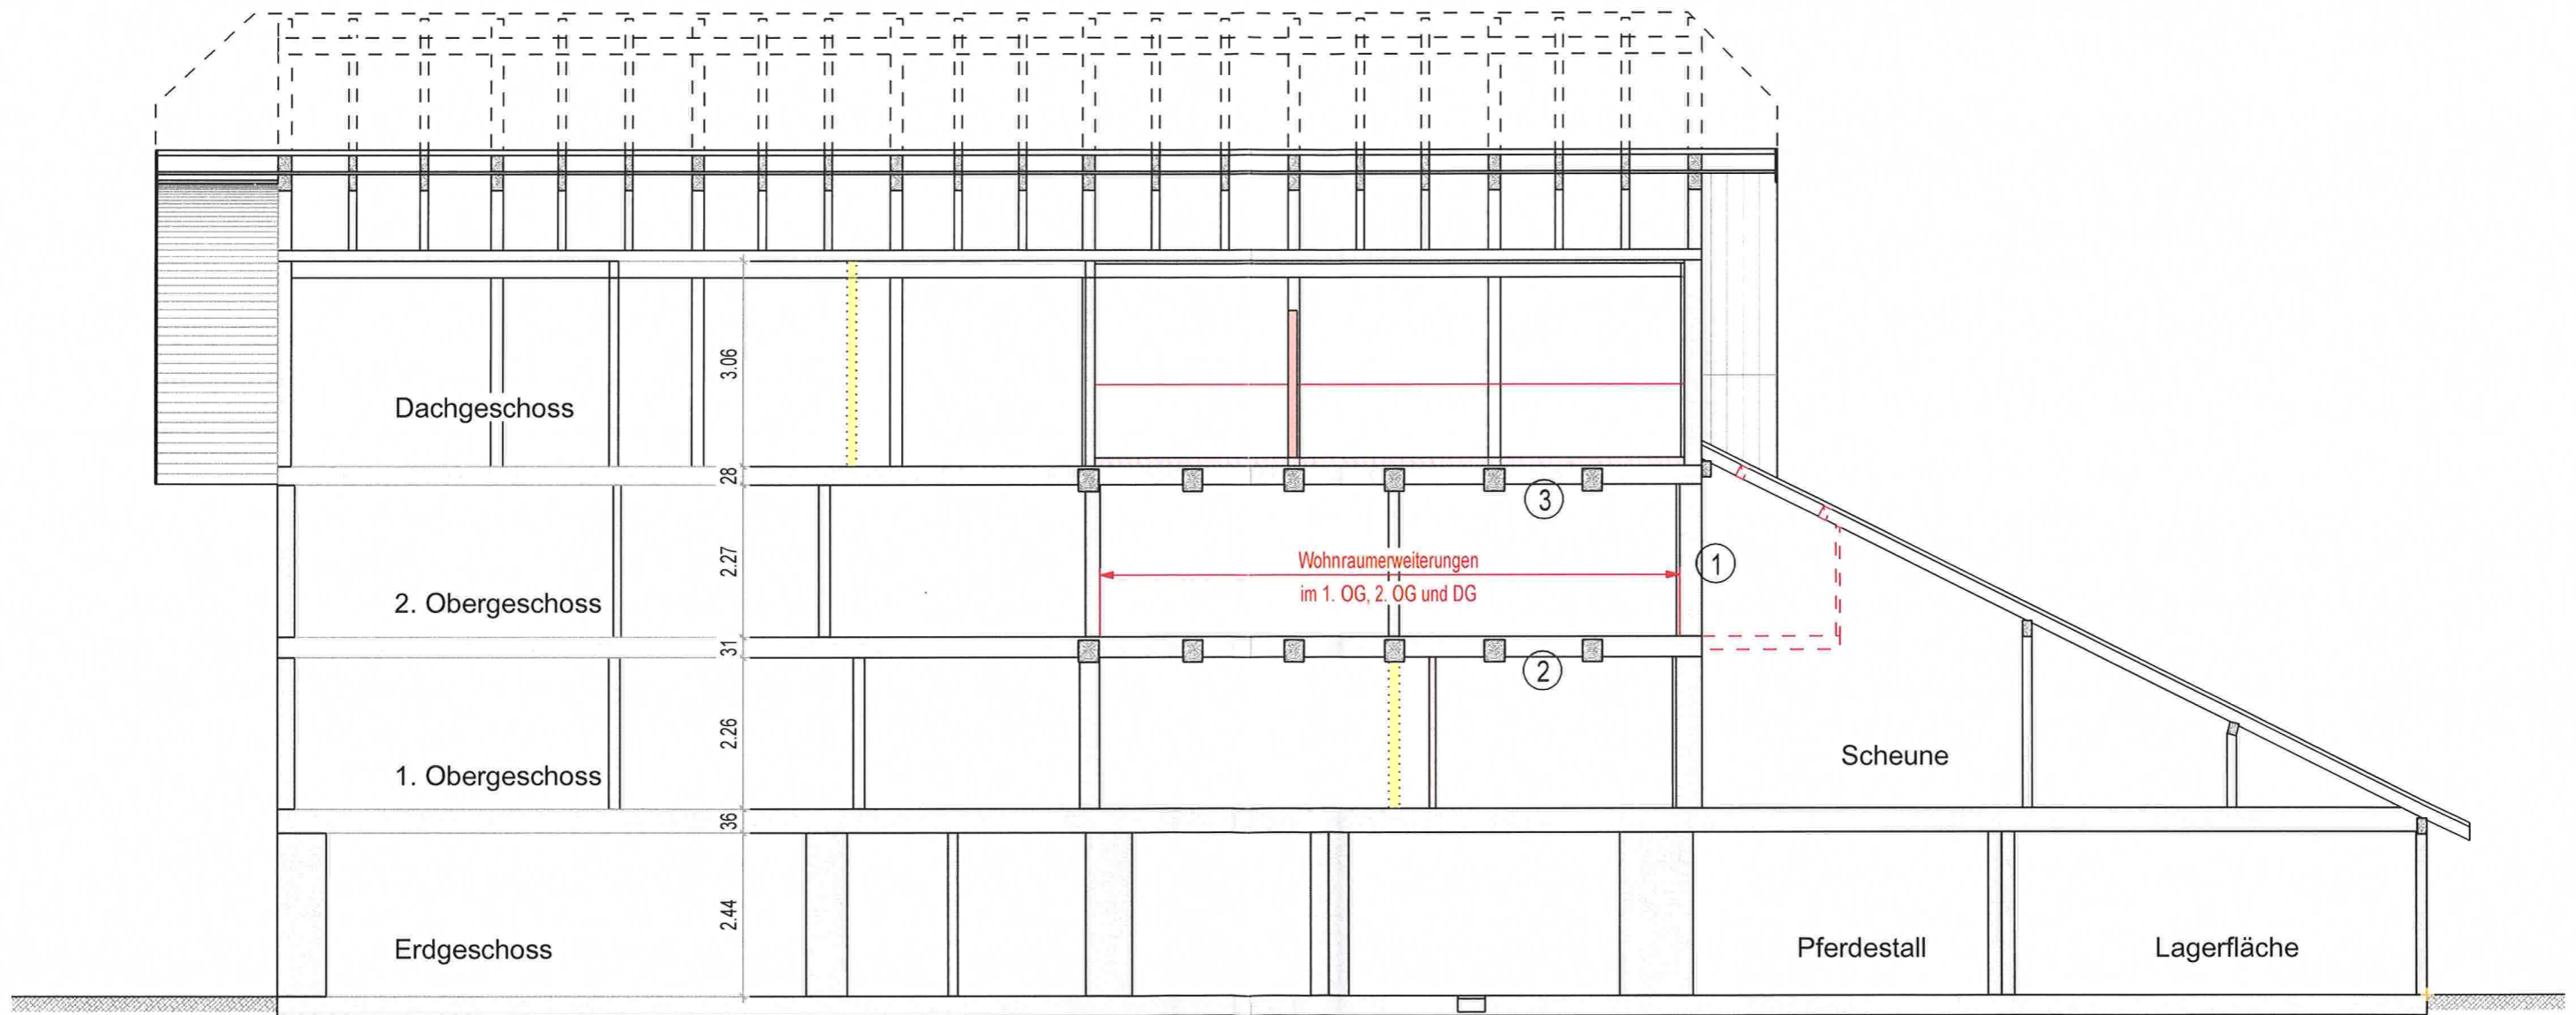 3.06
Dachgeschoss
28
3
2.27
Wohnraumerweiterungen
im 1. OG, 2. OG und DG
1
2. Obergeschoss
31
2
2.26
1. Obergeschoss
Scheune
36
2.44
Erdgeschoss
Pferdestall
Lagerfläche